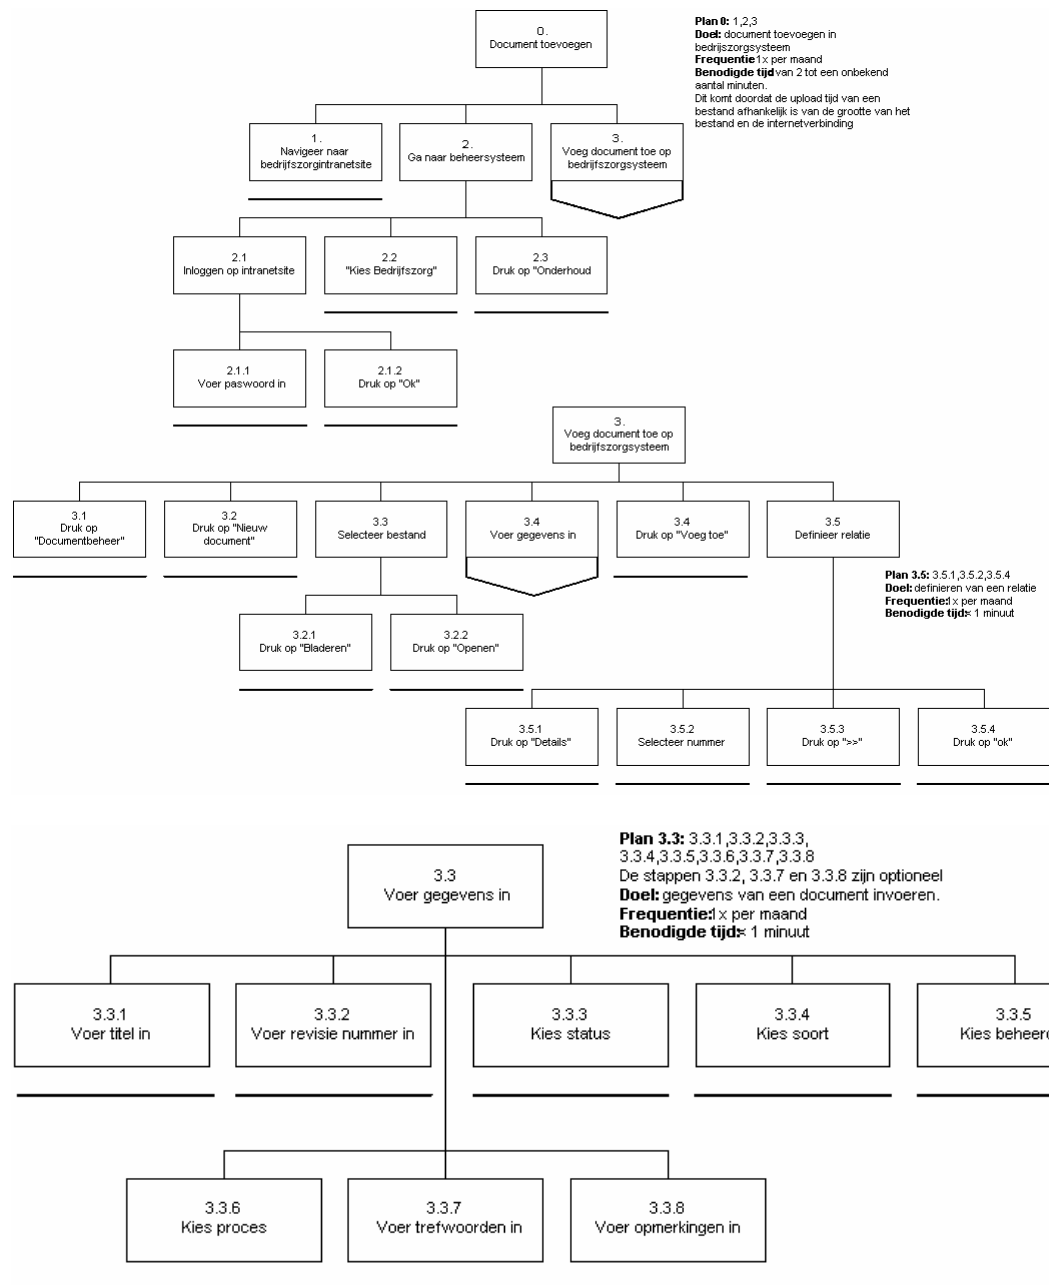 0.
Document toevoegen
Plan 0: 1,2,3
Doel: document toevoegen in
bedrijszorgsysteem
Frequentie 1x per maand
Benodigde tijd van 2 tot een onbekend
aantal minuten.
Dit komt doordat de upload tijd van een
bestand afhankelijk is van de grootte van het
bestand en de internetverbinding
1.
Navigeer naar
bedrijfszorgintranetsite
2.
Ga naar beheersysteem
3.
Voeg document toe op
bedrijfszorgsysteem
2.1
Inloggen op intranetsite
2.2
"Kies Bedrijfszorg"
2.3
Druk op "Onderhoud
2.1.1
Voer paswoord in
2.1.2
Druk op "Ok"
3.
Voeg document toe op
bedrijfszorgsysteem
3.1
Druk op
"Documentbeheer"
3.2
Druk op "Nieuw
document"
3.3
Selecteer bestand
3.4
Voer gegevens in
3.4
Druk op "Voeg toe"
3.5
Definieer relatie
Plan 3.5: 3.5.1,3.5.2,3.5.4
Doel: definieren van een relatie
Frequentie: 1x per maand
Benodigde tijd: < 1 minuut
3.2.1
Druk op "Bladeren"
3.2.2
Druk op "Openen"
3.5.1
Druk op "Details"
3.5.2
Selecteer nummer
3.5.3
Druk op ">>"
3.5.4
Druk op "ok"
3.3
Voer gegevens in
Plan 3.3: 3.3.1,3.3.2,3.3.3,
3.3.4,3.3.5,3.3.6,3.3.7,3.3.8
De stappen 3.3.2, 3.3.7 en 3.3.8 zijn optioneel
Doel: gegevens van een document invoeren.
Frequentie: 1x per maand
Benodigde tijd: < 1 minuut
3.3.1
Voer titel in
3.3.2
Voer revisie nummer in
3.3.3
Kies status
3.3.4
Kies soort
3.3.5
Kies
3.3.6
Kies proces
3.3.7
Voer trefwoorden in
3.3.8
Voer opmerkingen in